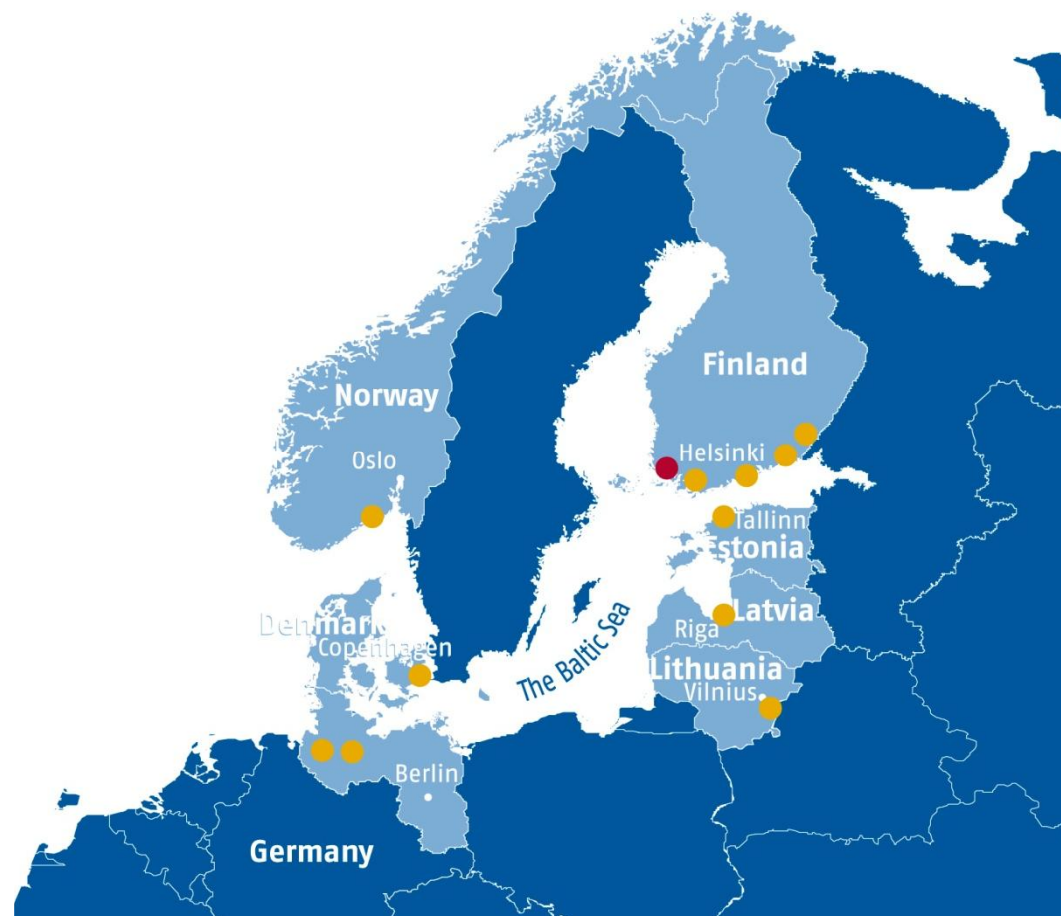 Finland
Norway
Helsinki
Oslo
Tallinn
Estonia
Latvia
Denmark
Riga
Copenhagen
The Baltic Sea
Lithuania
Vilnius
Berlin
Germany